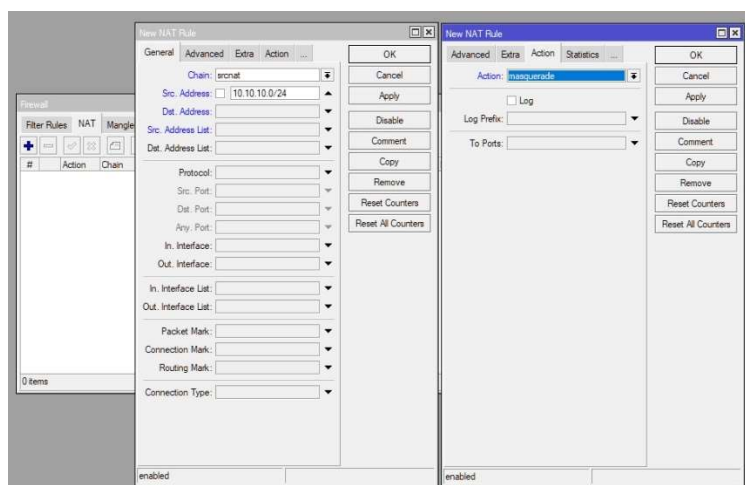 New NAT Rule
General Advanced Extra Action ...
Chain: srcnat
Src. Address: 10.10.10.0/24
Dst. Address:
Src. Address List:
Dst. Address List:
Protocol:
Src. Port:
Dst. Port:
Any. Port:
In. Interface:
Out. Interface:
In. Interface List:
Out. Interface List:
Packet Mark:
Connection Mark:
Routing Mark:
Connection Type:
enabled
OK
Cancel
Apply
Disable
Comment
Copy
Remove
Reset Counters
Reset All Counters
New NAT Rule
Advanced Extra Action Statistics ...
Action: masquerade
Log
Log Prefix:
To Ports:
enabled
OK
Cancel
Apply
Disable
Comment
Copy
Remove
Reset Counters
Reset All Counters
Firewall
Filter Rules NAT Mangle
# Action Chain
0 items